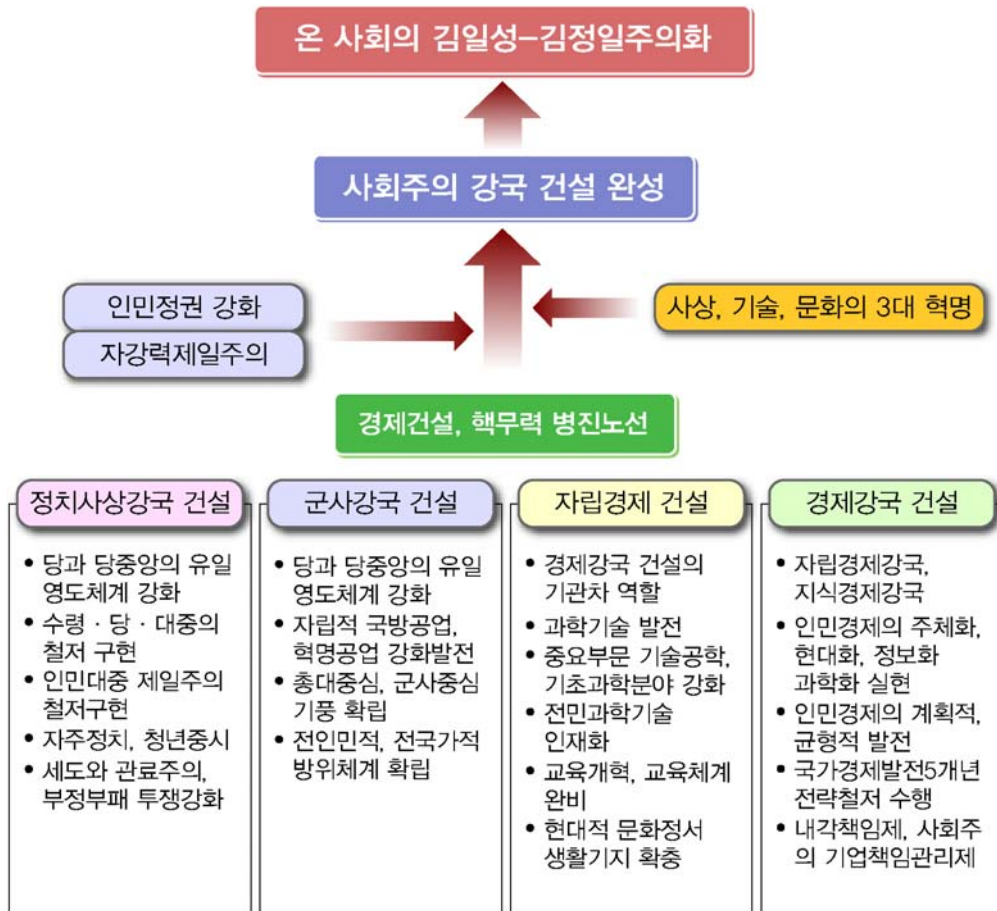 온 사회의 김일성-김정일주의화
사회주의 강국 건설 완성
인민정권 강화
자강력제일주의
사상, 기술, 문화의 3대 혁명
경제건설, 핵무력 병진노선
정치사상강국 건설
• 당과 당중앙의 유일
영도체계 강화
• 수령 · 당 · 대중의
철저 구현
• 인민대중 제일주의
철저구현
• 자주정치, 청년중시
• 세도와 관료주의,
부정부패 투쟁강화
군사강국 건설
• 당과 당중앙의 유일
영도체계 강화
• 자립적 국방공업,
혁명공업 강화발전
• 총대중심, 군사중심
기풍 확립
• 전인민적, 전국가적
방위체계 확립
자립경제 건설
• 경제강국 건설의
기관차 역할
• 과학기술 발전
• 중요부문 기술공학,
기초과학분야 강화
• 전민과학기술
인재화
• 교육개혁, 교육체계
완비
• 현대적 문화정서
생활기지 확충
경제강국 건설
• 자립경제강국,
지식경제강국
• 인민경제의 주체화,
현대화, 정보화
과학화 실현
• 인민경제의 계획적,
균형적 발전
• 국가경제발전5개년
전략철저 수행
• 내각책임제, 사회주
의 기업책임관리제